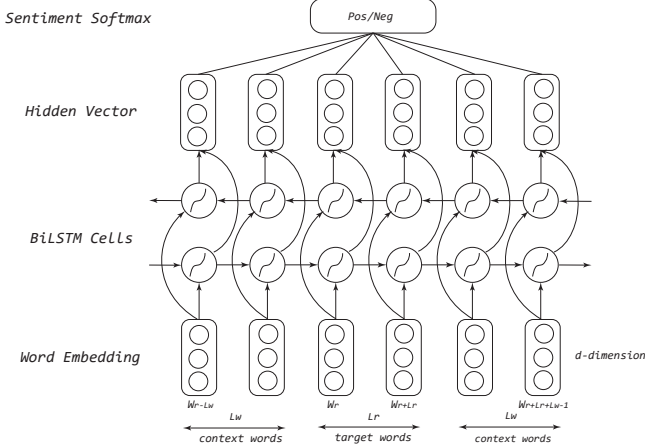 Sentiment Softmax
Pos/Neg
Hidden Vector
BiLSTM Cells
Word Embedding
d-dimension
Wr-Lw
Wr
Wr+Lr
Wr+Lr+Lw-1
Lw
Lr
Lw
context words
target words
context words